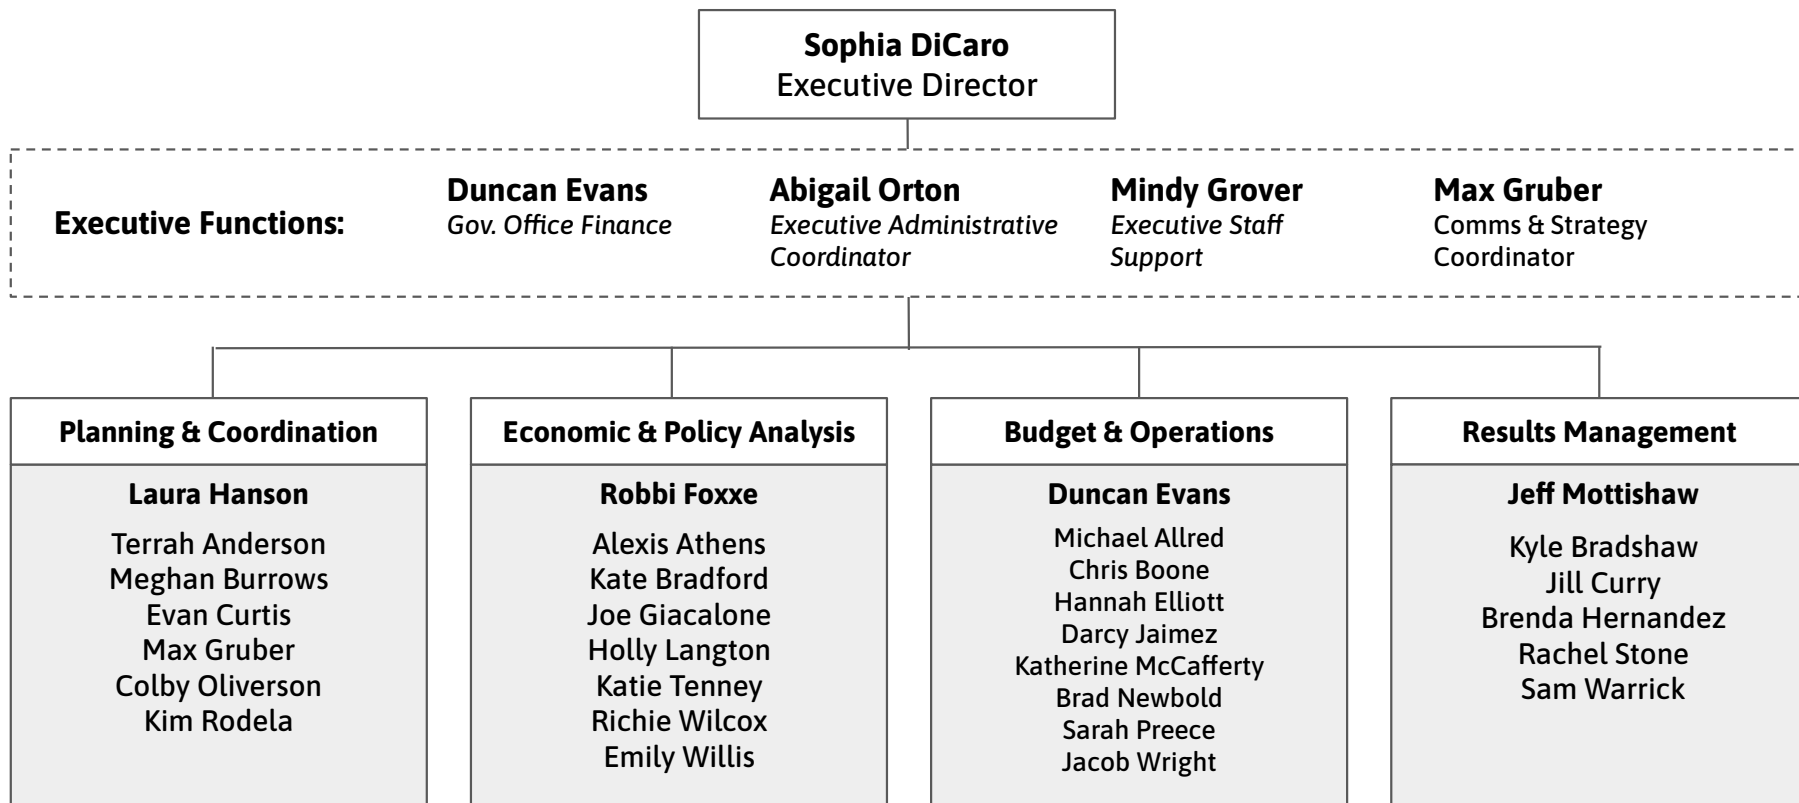 Sophia DiCaro
Executive Director
Executive Functions:
Duncan Evans
Gov. Office Finance
Abigail Orton
Executive Administrative
Coordinator
Mindy Grover
Executive Staff
Support
Max Gruber
Comms & Strategy
Coordinator
Planning & Coordination
Laura Hanson
Terrah Anderson
Meghan Burrows
Evan Curtis
Max Gruber
Colby Oliverson
Kim Rodela
Economic & Policy Analysis
Robbi Foxxe
Alexis Athens
Kate Bradford
Joe Giacalone
Holly Langton
Katie Tenney
Richie Wilcox
Emily Willis
Budget & Operations
Duncan Evans
Michael Allred
Chris Boone
Hannah Elliott
Darcy Jaimez
Katherine McCafferty
Brad Newbold
Sarah Preece
Jacob Wright
Results Management
Jeff Mottishaw
Kyle Bradshaw
Jill Curry
Brenda Hernandez
Rachel Stone
Sam Warrick